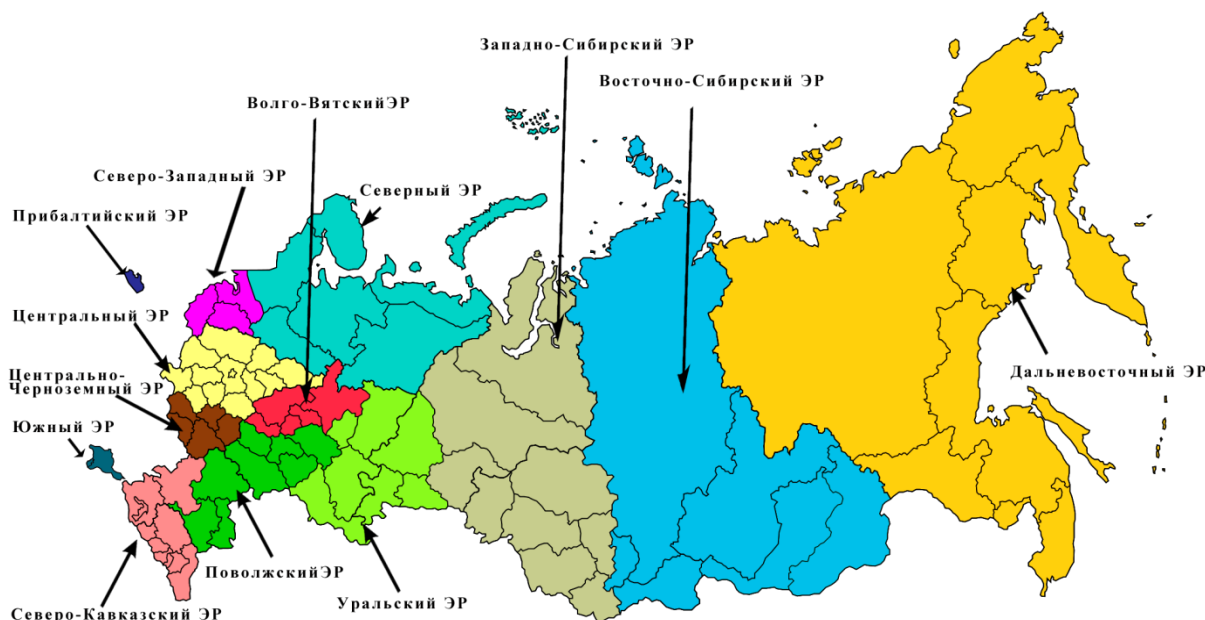 Западно-Сибирский ЭР
Восточно-Сибирский ЭР
Волго-ВятскийЭР
Северо-Западный ЭР
Северный ЭР
Прибалтийский ЭР
Центральный ЭР
Центрально-
Черноземный ЭР
Дальневосточный ЭР
Южный ЭР
ПоволжскийЭР
Уральский ЭР
Северо-Кавказский ЭР